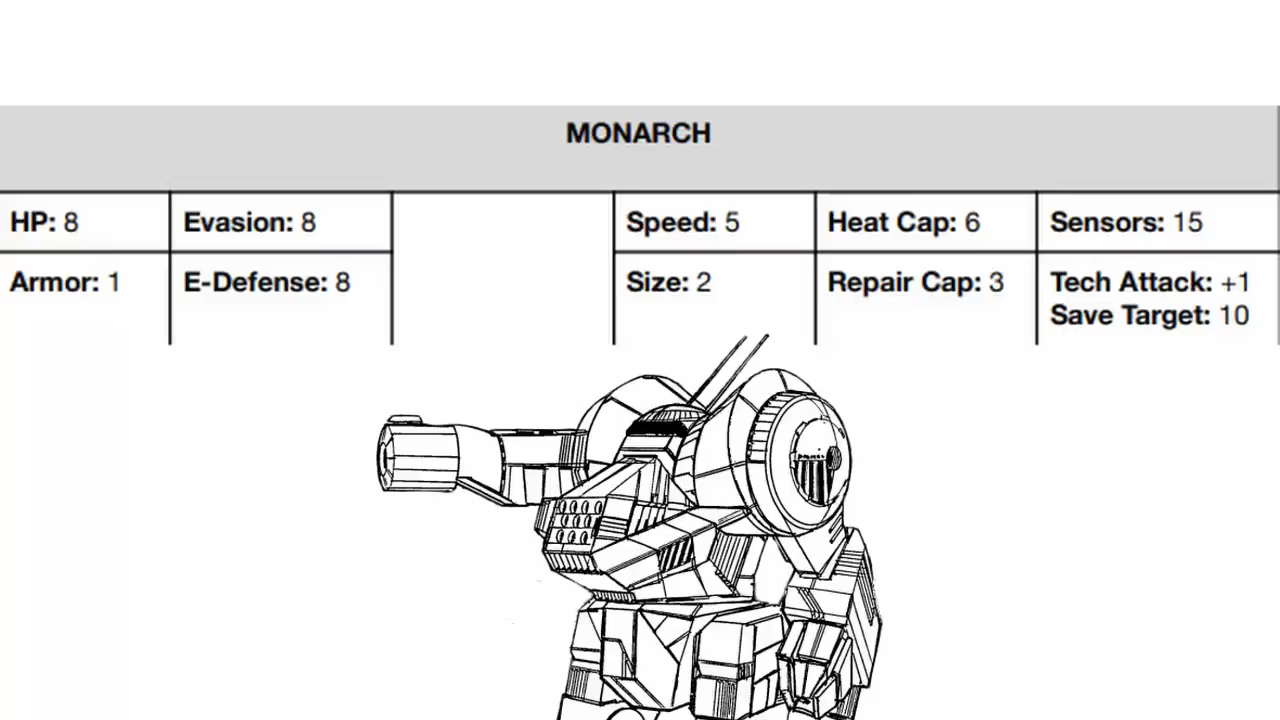 MONARCH
HP: 8 Evasion: 8 Speed: 5 Heat Cap: 6 Sensors: 15
Armor: 1 E-Defense: 8 Size: 2 Repair Cap: 3 Tech Attack: +1
Save Target: 10